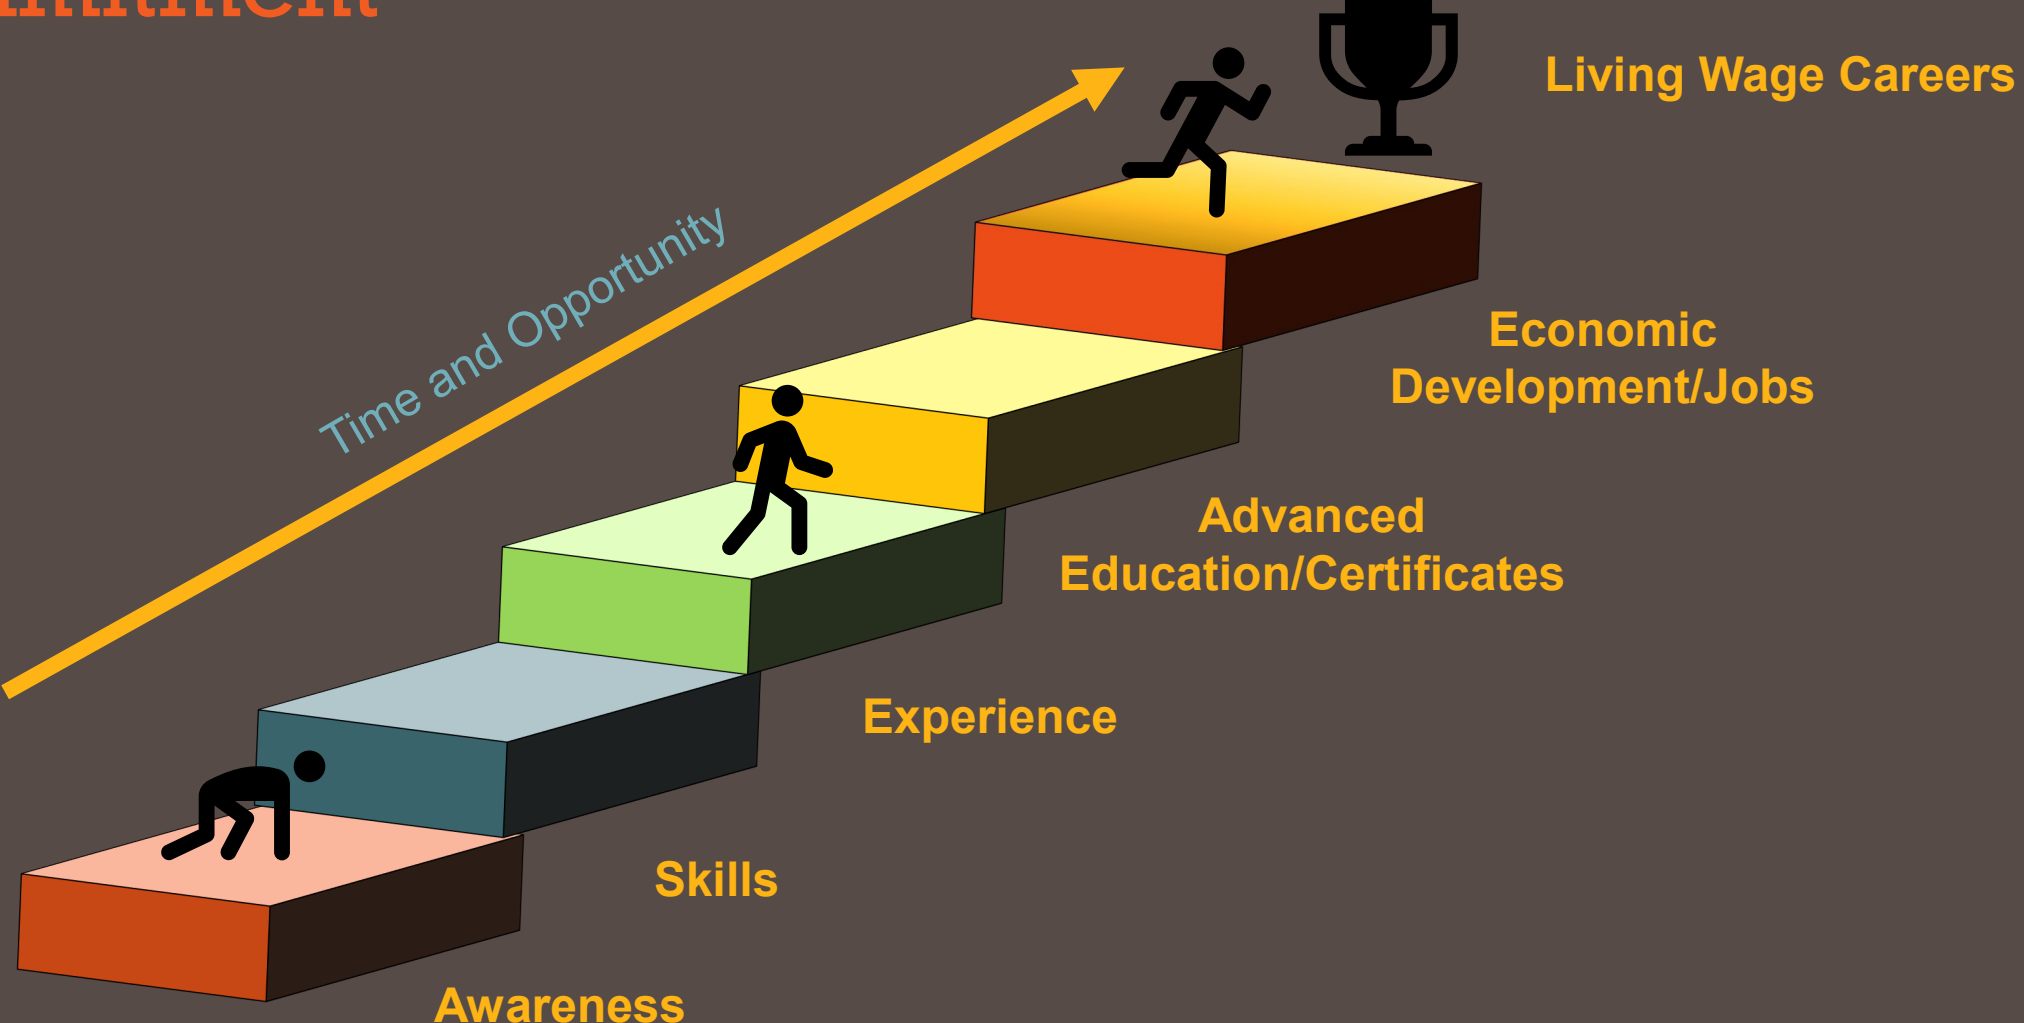 Living Wage Careers
Time and Opportunity
Economic
Development/Jobs
Advanced
Education/Certificates
Experience
Skills
Awareness